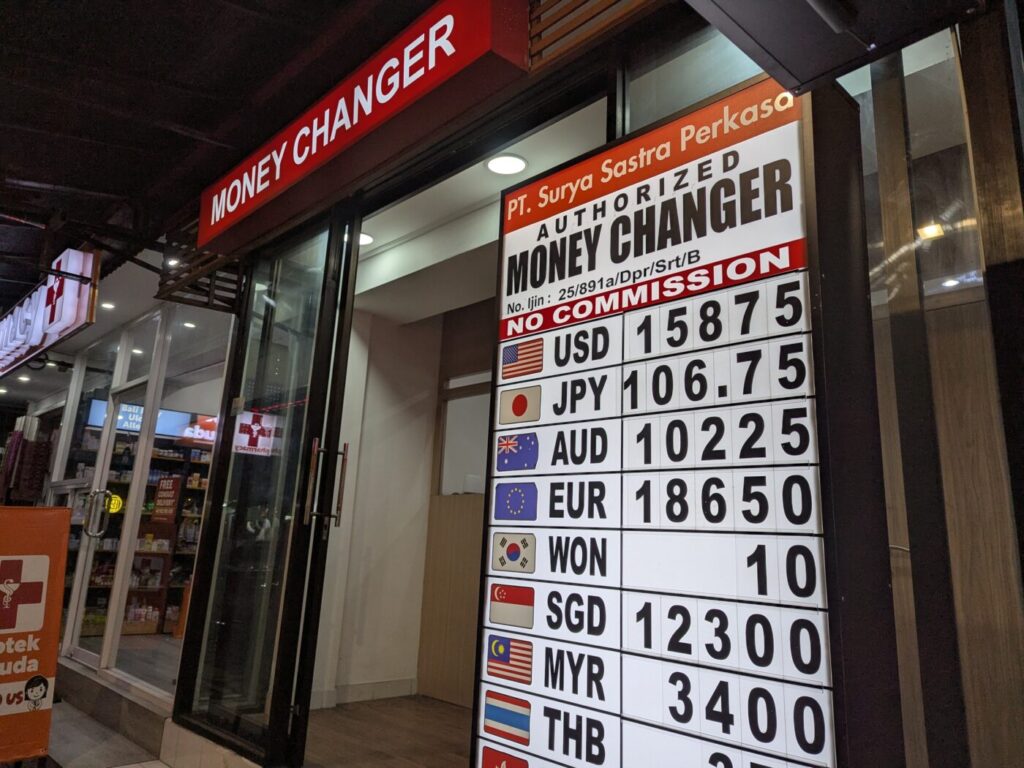 MONEY CHANGER
PT. Surya Sastra Perkasa
AUTHORIZED
MONEY CHANGER
No. Ijin : 25/891a/Dpr/Srt/B
NO COMMISSION
USD 15875
JPY 106.75
AUD 10225
EUR 18650
WON 10
SGD 12300
MYR 3400
THB
FREE